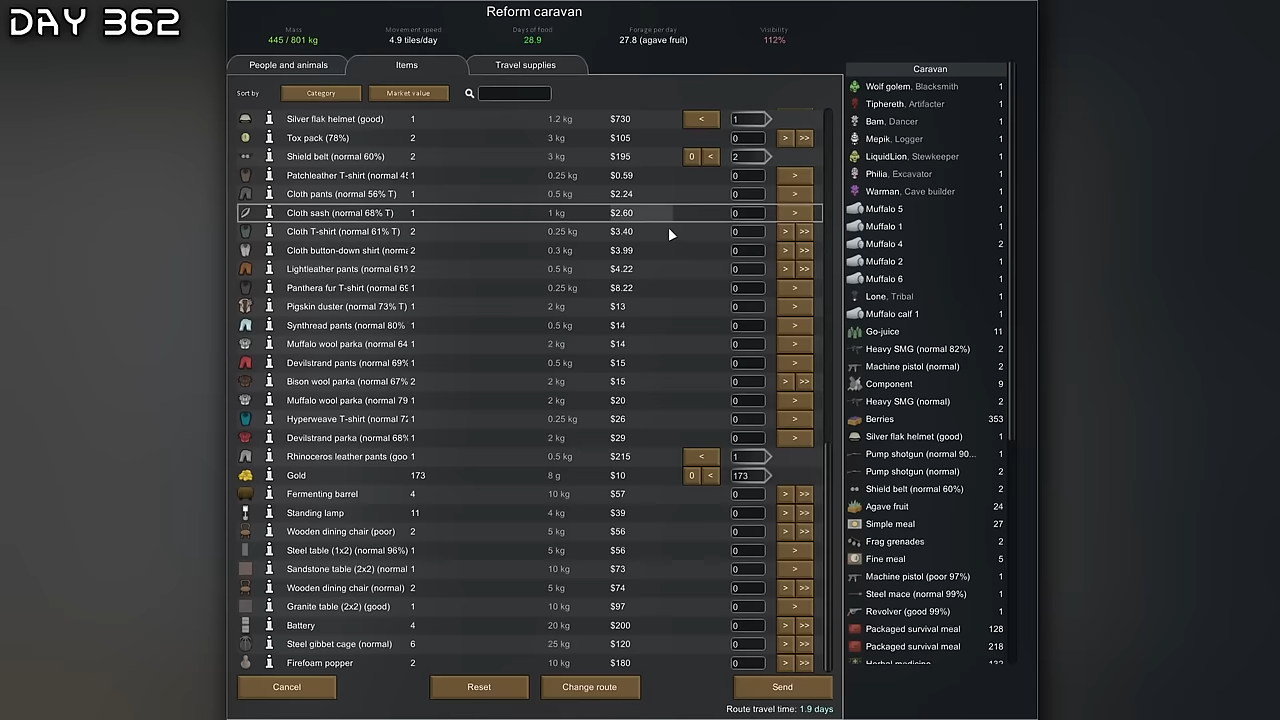 DAY 362
Reform caravan
Mass Movement speed Days of food Forage per day Visibility
445 / 801 kg 4.9 tiles/day 28.9 27.8 (agave fruit) 112%
People and animals Items Travel supplies
Sort by Category Market value
Silver flak helmet (good) 1 1.2 kg $730 < 1
Tox pack (78%) 2 3 kg $105 0 > >>
Shield belt (normal 60%) 2 3 kg $195 0 < 2
Patchleather T-shirt (normal 45 1 0.25 kg $0.59 0 >
Cloth pants (normal 56% T) 1 0.5 kg $2.24 0 >
Cloth sash (normal 68% T) 1 1 kg $2.60 0 >
Cloth T-shirt (normal 61% T) 2 0.25 kg $3.40 0 > >>
Cloth button-down shirt (norma 2 0.3 kg $3.99 0 > >>
Lightleather pants (normal 61% 2 0.5 kg $4.22 0 > >>
Panthera fur T-shirt (normal 69 1 0.25 kg $8.22 0 >
Pigskin duster (normal 73% T) 1 2 kg $13 0 >
Synthread pants (normal 80% 1 0.5 kg $14 0 >
Muffalo wool parka (normal 64 1 2 kg $14 0 >
Devilstrand pants (normal 69% 1 0.5 kg $15 0 >
Bison wool parka (normal 67% 2 2 kg $15 0 > >>
Muffalo wool parka (normal 79 1 2 kg $20 0 >
Hyperweave T-shirt (normal 72 1 0.25 kg $26 0 >
Devilstrand parka (normal 68% 1 2 kg $29 0 >
Rhinoceros leather pants (goo 1 0.5 kg $215 < 1
Gold 173 8 g $10 0 < 173
Fermenting barrel 4 10 kg $57 0 > >>
Standing lamp 11 4 kg $39 0 > >>
Wooden dining chair (poor) 2 5 kg $56 0 > >>
Steel table (1x2) (normal 96%) 1 5 kg $56 0 >
Sandstone table (2x2) (normal 1 10 kg $73 0 >
Wooden dining chair (normal) 2 5 kg $74 0 > >>
Granite table (2x2) (good) 1 10 kg $97 0 >
Battery 4 20 kg $200 0 > >>
Steel gibbet cage (normal) 6 25 kg $120 0 > >>
Firefoam popper 2 10 kg $180 0 > >>
Cancel Reset Change route Send
Route travel time: 1.9 days
Caravan
Wolf golem, Blacksmith 1
Tiphereth, Artifacter 1
Bam, Dancer 1
Mepik, Logger 1
LiquidLion, Stewkeeper 1
Philia, Excavator 1
Warman, Cave builder 1
Muffalo 5 1
Muffalo 1 1
Muffalo 4 2
Muffalo 2 1
Muffalo 6 1
Lone, Tribal 1
Muffalo calf 1 1
Go-juice 11
Heavy SMG (normal 82%) 2
Machine pistol (normal) 2
Component 9
Heavy SMG (normal) 2
Berries 353
Silver flak helmet (good) 1
Pump shotgun (normal 90... 1
Pump shotgun (normal) 2
Shield belt (normal 60%) 2
Agave fruit 24
Simple meal 27
Frag grenades 2
Fine meal 5
Machine pistol (poor 97%) 1
Steel mace (normal 99%) 1
Revolver (good 99%) 1
Packaged survival meal 128
Packaged survival meal 218
Herbal medicine 132